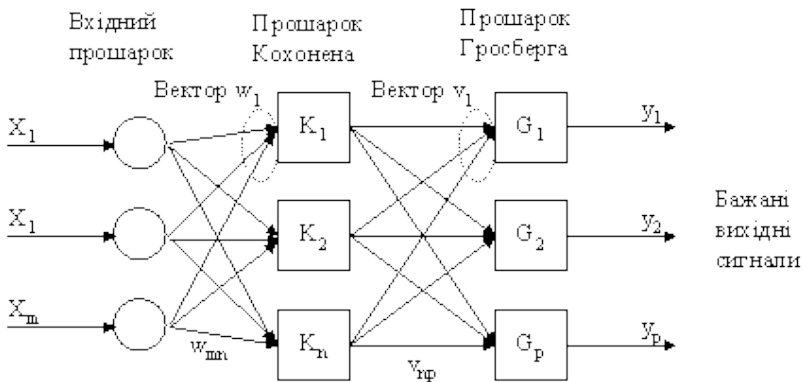 Вхідний
прошарок
Прошарок
Кохонена
Прошарок
Гросберга
Вектор w1
Вектор v1
X1
K1
G1
y1
X1
K2
G2
y2
Бажані
вихідні
сигнали
Xm
wmn
Kn
vnp
Gp
yp